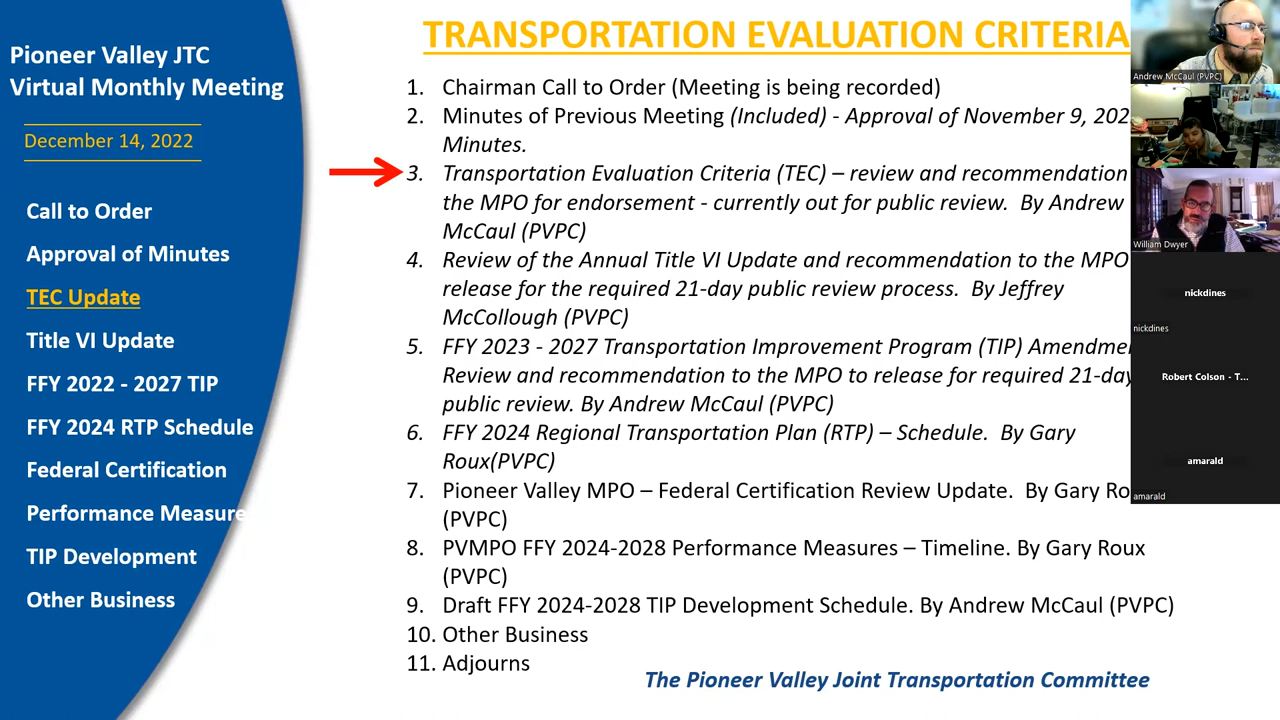 Pioneer Valley JTC
Virtual Monthly Meeting
December 14, 2022
Call to Order
Approval of Minutes
TEC Update
Title VI Update
FFY 2022 - 2027 TIP
FFY 2024 RTP Schedule
Federal Certification
Performance Measure
TIP Development
Other Business
TRANSPORTATION EVALUATION CRITERIA
1. Chairman Call to Order (Meeting is being recorded)
2. Minutes of Previous Meeting (Included) - Approval of November 9, 202
Minutes.
3. Transportation Evaluation Criteria (TEC) – review and recommendation
the MPO for endorsement - currently out for public review. By Andrew
McCaul (PVPC)
4. Review of the Annual Title VI Update and recommendation to the MPO
release for the required 21-day public review process. By Jeffrey
McCollough (PVPC)
5. FFY 2023 - 2027 Transportation Improvement Program (TIP) Amendme
Review and recommendation to the MPO to release for required 21-day
public review. By Andrew McCaul (PVPC)
6. FFY 2024 Regional Transportation Plan (RTP) – Schedule. By Gary
Roux(PVPC)
7. Pioneer Valley MPO – Federal Certification Review Update. By Gary Ro
(PVPC)
8. PVMPO FFY 2024-2028 Performance Measures – Timeline. By Gary Roux
(PVPC)
9. Draft FFY 2024-2028 TIP Development Schedule. By Andrew McCaul (PVPC)
10. Other Business
11. Adjourns
The Pioneer Valley Joint Transportation Committee
Andrew McCaul (PVPC)
William Dwyer
nickdines
nickdines
Robert Colson - T...
amarald
amarald